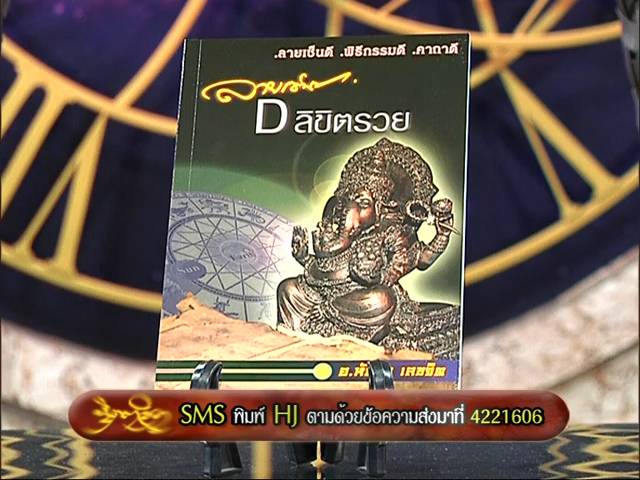 .ลายเซ็นดี .พิธีกรรมดี .คาถาดี
ลายเซ็น
D ลิขิตรวย
SMS พิมพ์ HJ ตามด้วยข้อความส่งมาที่ 4221606